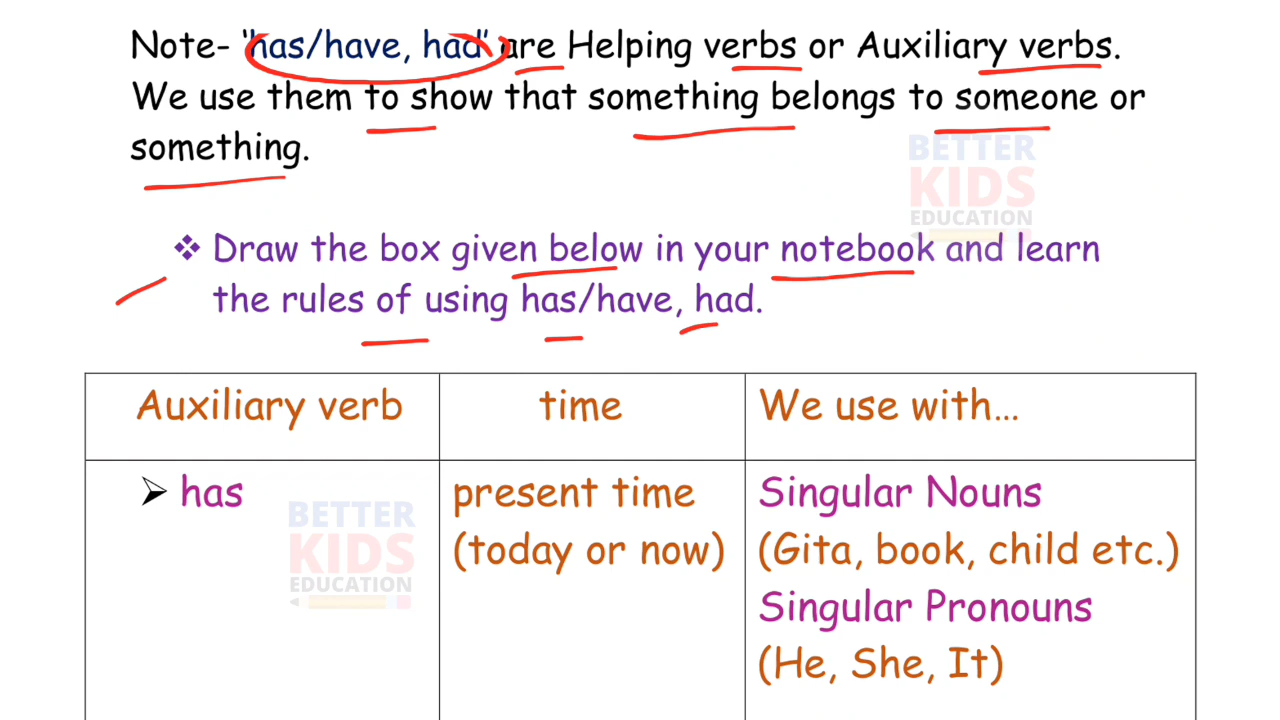 Note- 'has/have, had' are Helping verbs or Auxiliary verbs.
We use them to show that something belongs to someone or
something.
BETTER
KIDS
EDUCATION
❖ Draw the box given below in your notebook and learn
the rules of using has/have, had.
Auxiliary verb
time
We use with…
➢ has
present time
(today or now)
Singular Nouns
(Gita, book, child etc.)
Singular Pronouns
(He, She, It)
BETTER
KIDS
EDUCATION